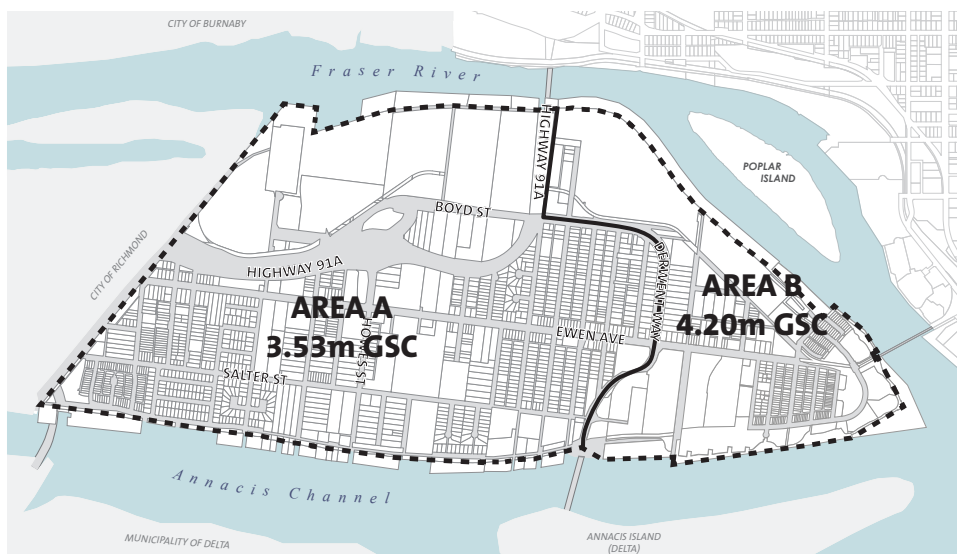 CITY OF BURNABY
Fraser River
HIGHWAY 91A
POPLAR
ISLAND
BOYD ST
CITY OF RICHMOND
HIGHWAY 91A
DERWENT WAY
AREA A
3.53m GSC
AREA B
4.20m GSC
HOWES ST
EWEN AVE
SALTER ST
Annacis Channel
MUNICIPALITY OF DELTA
ANNACIS ISLAND
(DELTA)